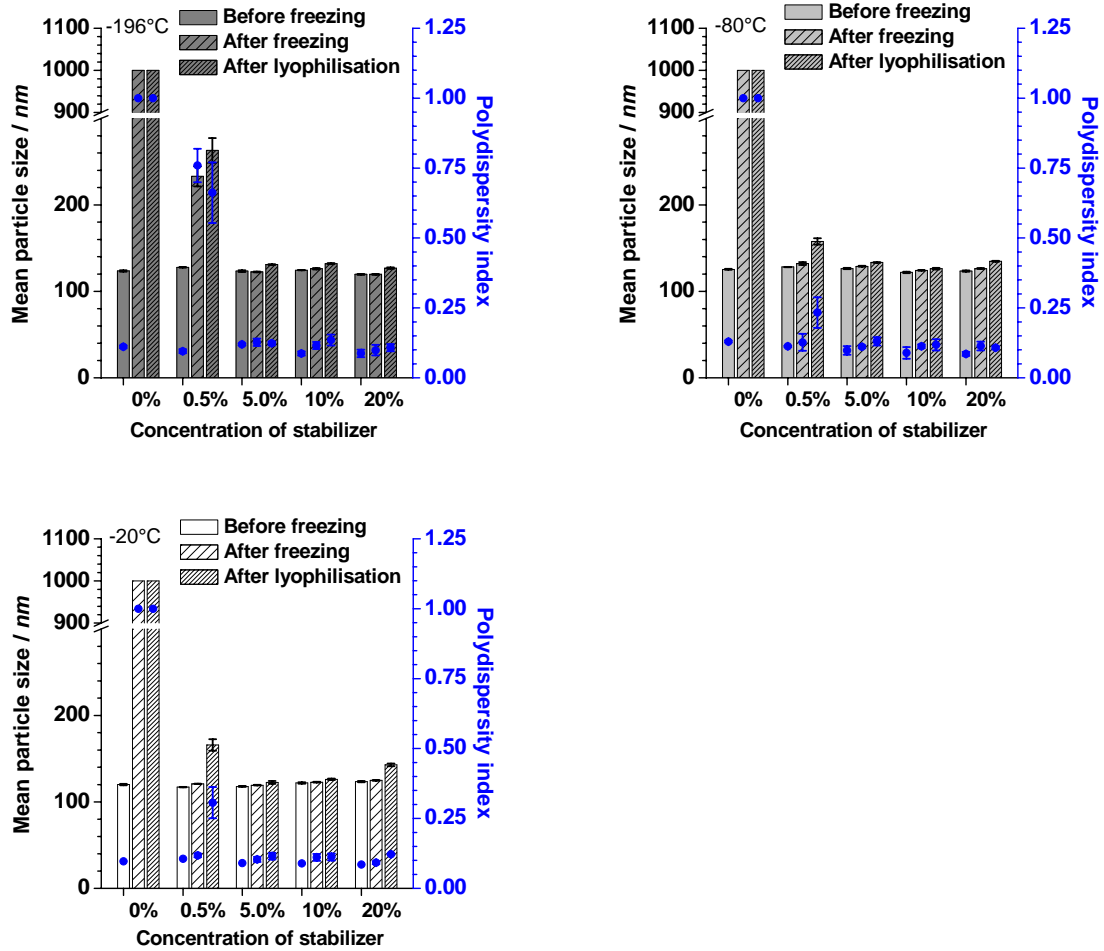 -196°C
Before freezing
After freezing
After lyophilisation
1100
1000
900
200
100
0
Mean particle size / nm
1.25
1.00
0.75
0.50
0.25
0.00
Polydispersity index
0% 0.5% 5.0% 10% 20%
Concentration of stabilizer
-80°C
Before freezing
After freezing
After lyophilisation
1100
1000
900
200
100
0
Mean particle size / nm
1.25
1.00
0.75
0.50
0.25
0.00
Polydispersity index
0% 0.5% 5.0% 10% 20%
Concentration of stabilizer
-20°C
Before freezing
After freezing
After lyophilisation
1100
1000
900
200
100
0
Mean particle size / nm
1.25
1.00
0.75
0.50
0.25
0.00
Polydispersity index
0% 0.5% 5.0% 10% 20%
Concentration of stabilizer